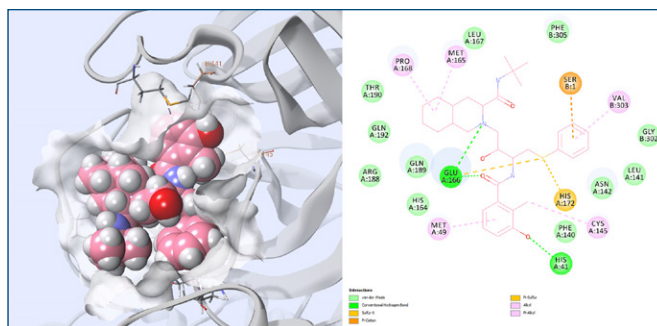 LEU
A:167
PHE
B:305
PRO
A:168
MET
A:165
SER
B:1
VAL
B:303
THR
A:190
GLN
A:192
GLY
B:302
ARG
A:188
GLN
A:189
GLU
A:166
ASN
A:142
LEU
A:141
HIS
A:164
HIS
A:172
MET
A:49
PHE
A:140
CYS
A:145
HIS
A:41
Interactions
van der Waals
Conventional Hydrogen Bond
Pi-Cation
Pi-Sulfur
Alkyl
Pi-Alkyl